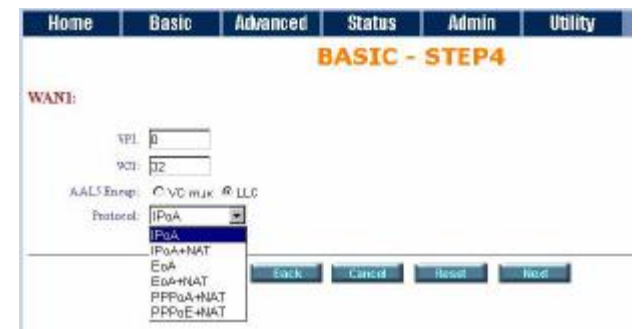 Home Basic Advanced Status Admin Utility
BASIC - STEP4
WAN1:
VPI: 0
VCI: 32
AAL5 Encap: VC mux LLC
Protocol: IPoA
IPoA
IPoA+NAT
EoA
EoA+NAT
PPPoA+NAT
PPPoE+NAT
Back Cancel Reset Next